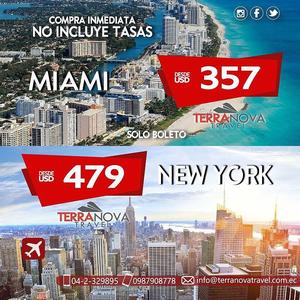 COMPRA INMEDIATA
NO INCLUYE TASAS
MIAMI
DESDE
USD
357
TERRANOVA
TRAVEL
SOLO BOLETO
DESDE
USD
479
NEW YORK
TERRANOVA
TRAVEL
04-2-329895 0987908778 info@terranovatravel.com.ec